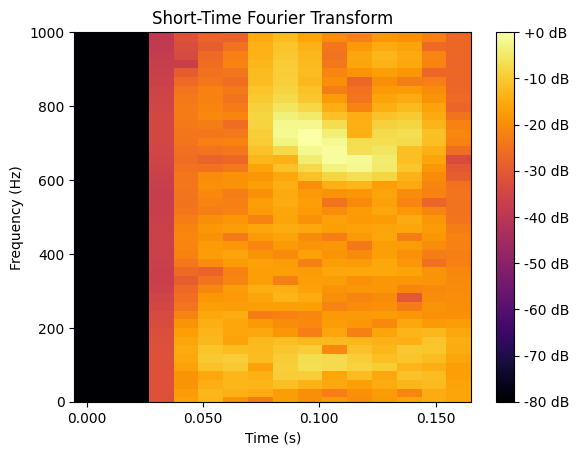 Short-Time Fourier Transform
1000
800
600
400
200
0
Frequency (Hz)
0.000
0.050
0.100
0.150
Time (s)
+0 dB
-10 dB
-20 dB
-30 dB
-40 dB
-50 dB
-60 dB
-70 dB
-80 dB